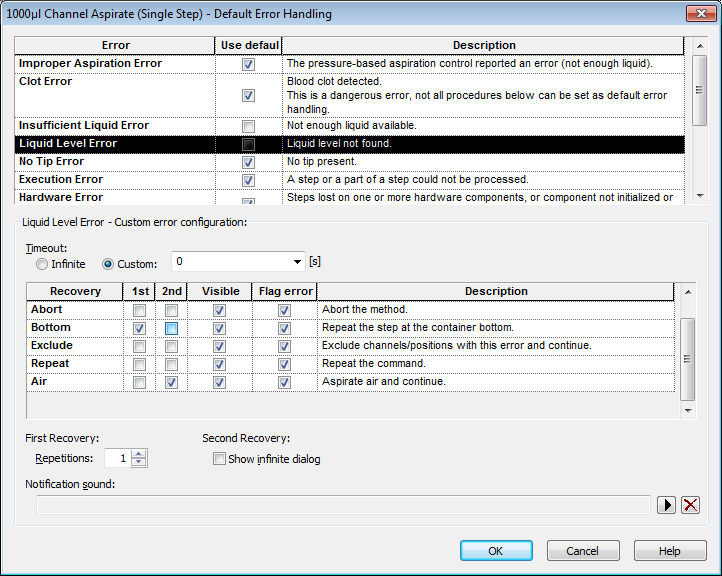 1000µl Channel Aspirate (Single Step) - Default Error Handling
Error Use defaul Description
Improper Aspiration Error The pressure-based aspiration control reported an error (not enough liquid).
Clot Error Blood clot detected.
This is a dangerous error, not all procedures below can be set as default error
handling.
Insufficient Liquid Error Not enough liquid available.
Liquid Level Error Liquid level not found.
No Tip Error No tip present.
Execution Error A step or a part of a step could not be processed.
Hardware Error Steps lost on one or more hardware components, or component not initialized or
Liquid Level Error - Custom error configuration:
Timeout:
Infinite Custom: 0 [s]
Recovery 1st 2nd Visible Flag error Description
Abort Abort the method.
Bottom Repeat the step at the container bottom.
Exclude Exclude channels/positions with this error and continue.
Repeat Repeat the command.
Air Aspirate air and continue.
First Recovery: Second Recovery:
Repetitions: 1 Show infinite dialog
Notification sound:
OK Cancel Help